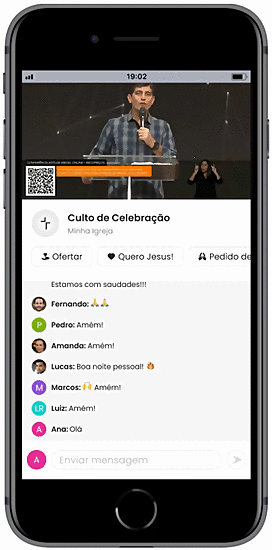 19:02
Culto de Celebração
Minha Igreja
Ofertar
Quero Jesus!
Pedido de
Estamos com saudades!!!
Fernando: 🙏🙏
P Pedro: Amém!
Amanda: Amém!
Lucas: Boa noite pessoal! 🔥
M Marcos: 🙌 Amém!
LR Luiz: Amém!
A Ana: Olá
A Enviar mensagem